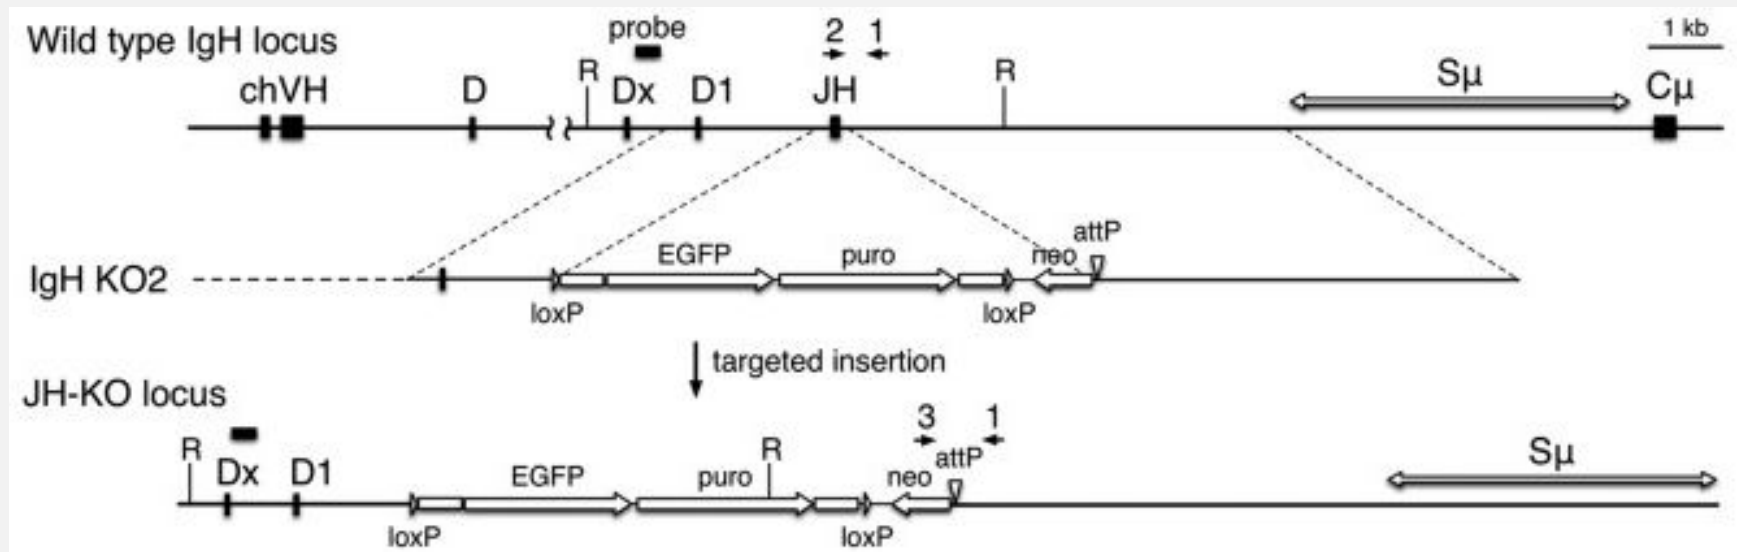 Wild type IgH locus
probe
2 1
1 kb
chVH D R Dx D1 JH R Sμ Cμ
IgH KO2
EGFP puro neo attP
loxP loxP
targeted insertion
JH-KO locus
3 1
R Dx D1 EGFP puro R neo attP Sμ
loxP loxP